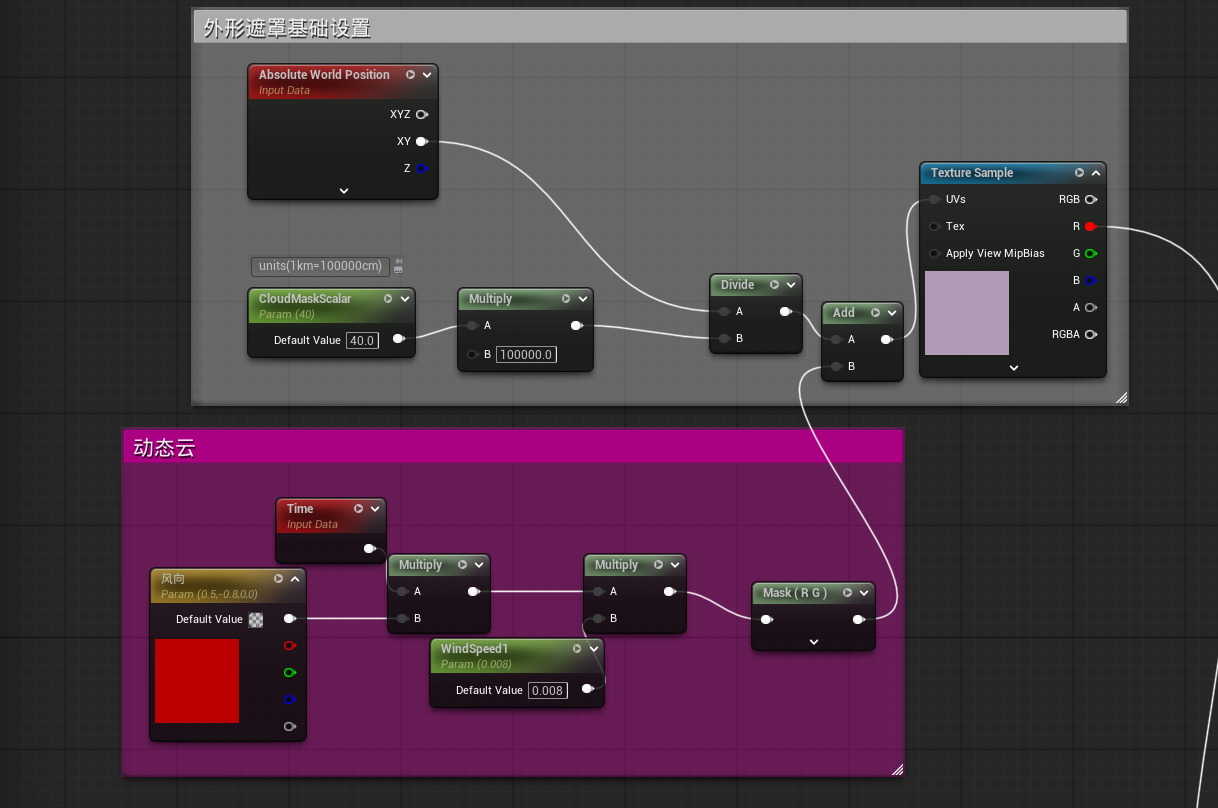 外形遮罩基础设置
Absolute World Position
Input Data
XYZ
XY
Z
units(1km=100000cm)
CloudMaskScalar
Param (40)
Default Value 40.0
Multiply
A
B 100000.0
Divide
A
B
Add
A
B
Texture Sample
UVs RGB
Tex R
Apply View MipBias G
B
A
RGBA
动态云
Time
Input Data
风向
Param (0.5,-0.8,0,0)
Default Value
Multiply
A
B
WindSpeed1
Param (0.008)
Default Value 0.008
Multiply
A
B
Mask ( R G )